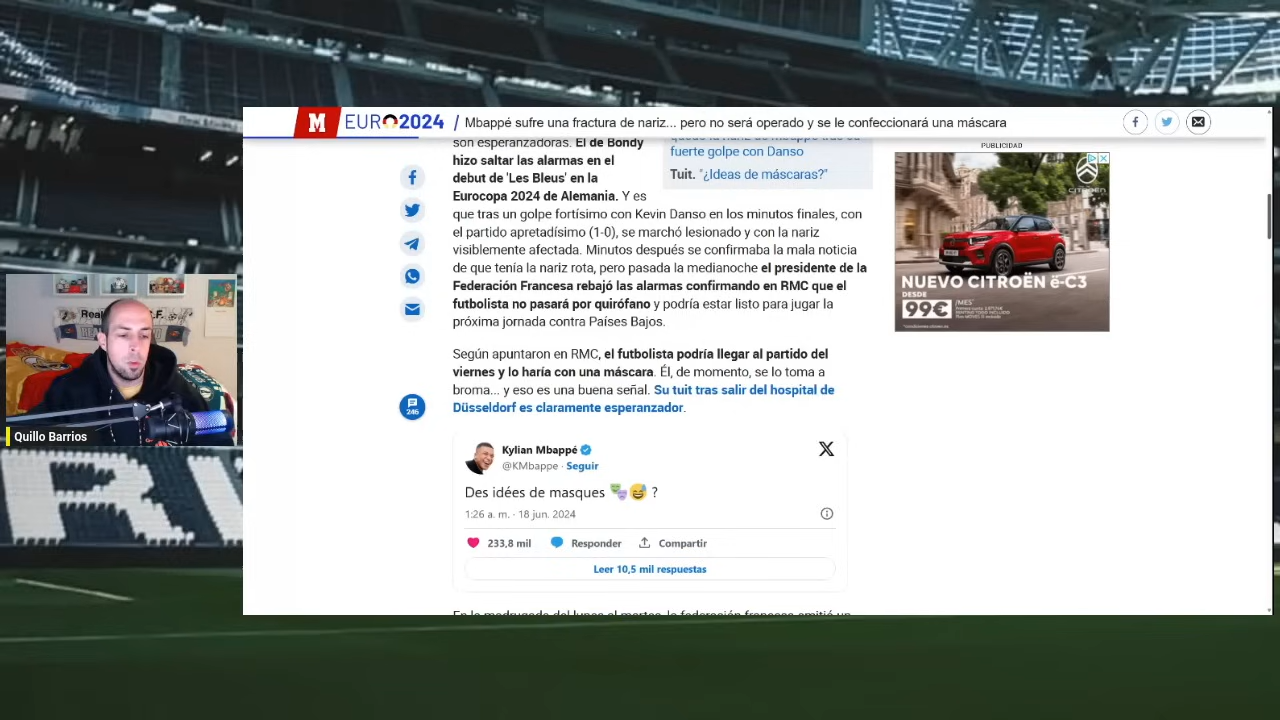 M EURO2024 / Mbappé sufre una fractura de nariz... pero no será operado y se le confeccionará una máscara
son esperanzadoras. El de Bondy
hizo saltar las alarmas en el
debut de 'Les Bleus' en la
Eurocopa 2024 de Alemania. Y es
que tras un golpe fortísimo con Kevin Danso en los minutos finales, con
el partido apretadísimo (1-0), se marchó lesionado y con la nariz
visiblemente afectada. Minutos después se confirmaba la mala noticia
de que tenía la nariz rota, pero pasada la medianoche el presidente de la
Federación Francesa rebajó las alarmas confirmando en RMC que el
futbolista no pasará por quirófano y podría estar listo para jugar la
próxima jornada contra Países Bajos.
fuerte golpe con Danso
Tuit. "¿Ideas de máscaras?"
PUBLICIDAD
CITROËN
NUEVO CITROËN ë-C3
DESDE
99€ /MES*
Según apuntaron en RMC, el futbolista podría llegar al partido del
viernes y lo haría con una máscara. Él, de momento, se lo toma a
broma... y eso es una buena señal. Su tuit tras salir del hospital de
Düsseldorf es claramente esperanzador.
246
Kylian Mbappé
@KMbappe · Seguir
Des idées de masques 🎭😅 ?
1:26 a. m. · 18 jun. 2024
233,8 mil Responder Compartir
Leer 10,5 mil respuestas
Quillo Barrios